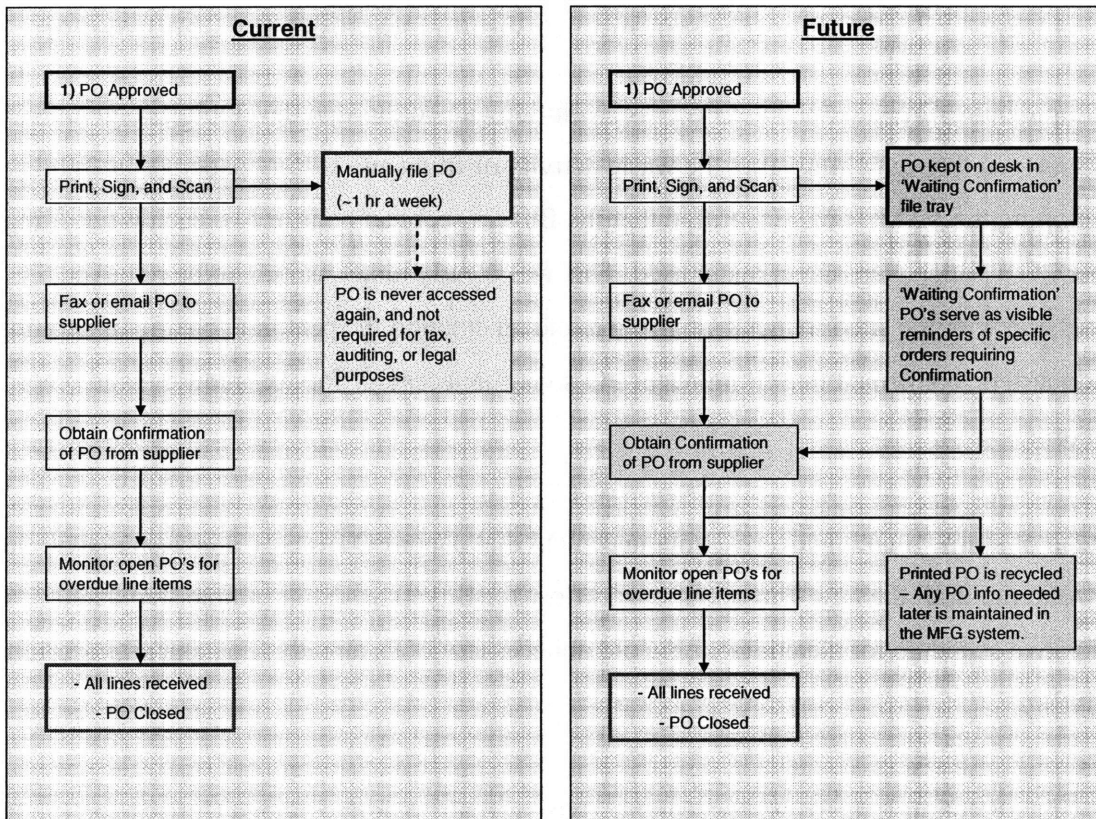 Current
1) PO Approved
Print, Sign, and Scan
Manually file PO
(~1 hr a week)
Fax or email PO to
supplier
PO is never accessed
again, and not
required for tax,
auditing, or legal
purposes
Obtain Confirmation
of PO from supplier
Monitor open PO's for
overdue line items
- All lines received
- PO Closed
Future
1) PO Approved
Print, Sign, and Scan
PO kept on desk in
'Waiting Confirmation'
file tray
Fax or email PO to
supplier
'Waiting Confirmation'
PO's serve as visible
reminders of specific
orders requiring
Confirmation
Obtain Confirmation
of PO from supplier
Monitor open PO's for
overdue line items
Printed PO is recycled
– Any PO info needed
later is maintained in
the MFG system.
- All lines received
- PO Closed